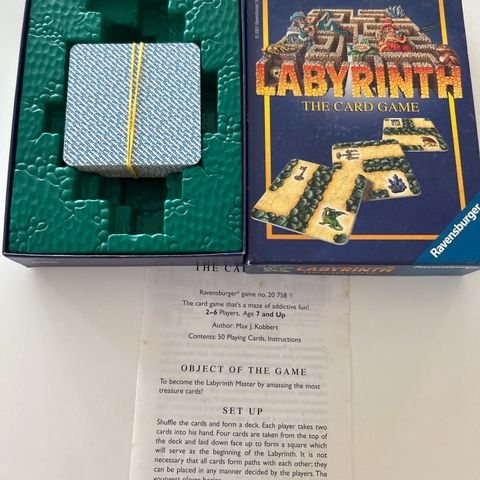 © 2001 Ravensburger
LABYRINTH
THE CARD GAME
Ravensburger
LABYRINTH
THE CA
Ravensburger® game no. 20 758
The card game that's a maze of addictive fun!
2–6 Players, Age 7 and Up
Author: Max J. Kobbert
Contents: 50 Playing Cards, Instructions
OBJECT OF THE GAME
To become the Labyrinth Master by amassing the most
treasure cards!
SET UP
Shuffle the cards and form a deck. Each player takes two
cards into his hand. Four cards are taken from the top of
the deck and laid down face up to form a square which
will serve as the beginning of the Labyrinth. It is not
necessary that all cards form paths with each other; they
can be placed in any manner decided by the players. The
youngest player begins